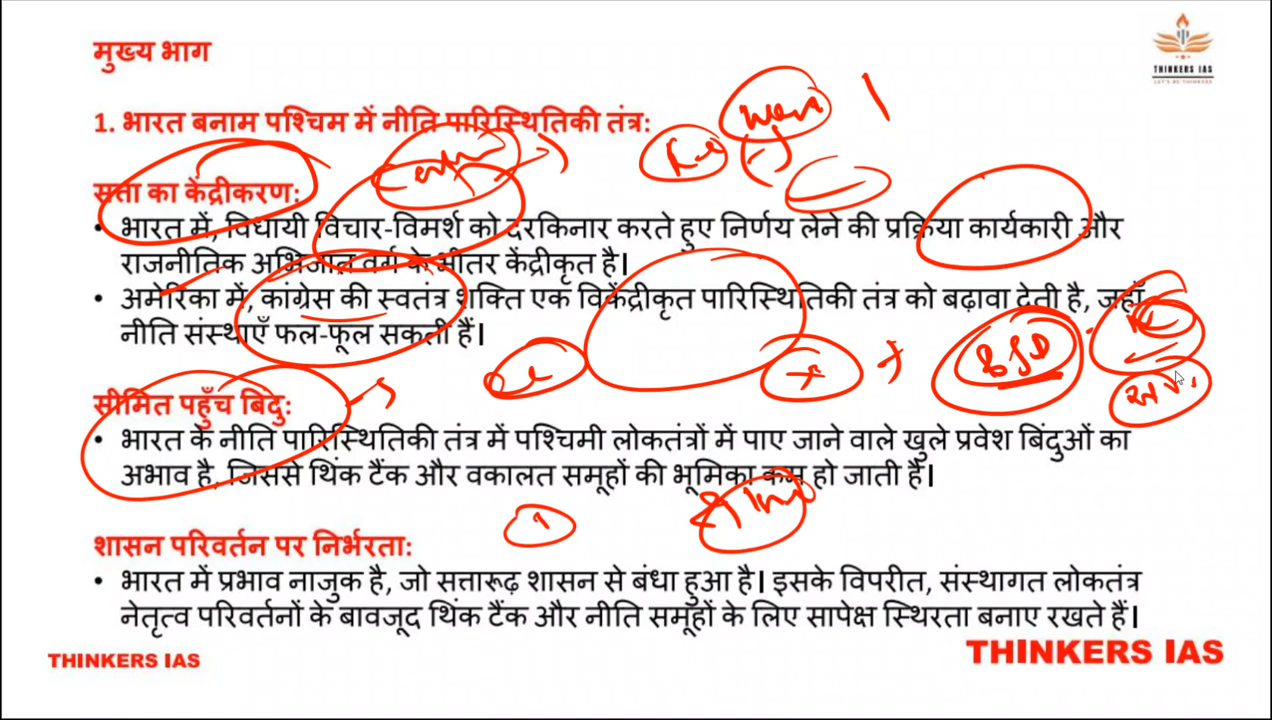 THINKERS IAS
LET'S BE THINKERS
मुख्य भाग
1. भारत बनाम पश्चिम में नीति पारिस्थितिकी तंत्र:
सत्ता का केंद्रीकरण:
• भारत में, विधायी विचार-विमर्श को दरकिनार करते हुए निर्णय लेने की प्रक्रिया कार्यकारी और
राजनीतिक अभिजात वर्ग के भीतर केंद्रीकृत है।
• अमेरिका में, कांग्रेस की स्वतंत्र शक्ति एक विकेंद्रीकृत पारिस्थितिकी तंत्र को बढ़ावा देती है, जहाँ
नीति संस्थाएँ फल-फूल सकती हैं।
BJP
सीमित पहुँच बिंदु:
• भारत के नीति पारिस्थितिकी तंत्र में पश्चिमी लोकतंत्रों में पाए जाने वाले खुले प्रवेश बिंदुओं का
अभाव है, जिससे थिंक टैंक और वकालत समूहों की भूमिका कम हो जाती है।
शासन परिवर्तन पर निर्भरता:
• भारत में प्रभाव नाजुक है, जो सत्तारूढ़ शासन से बंधा हुआ है। इसके विपरीत, संस्थागत लोकतंत्र
नेतृत्व परिवर्तनों के बावजूद थिंक टैंक और नीति समूहों के लिए सापेक्ष स्थिरता बनाए रखते हैं।
THINKERS IAS
THINKERS IAS